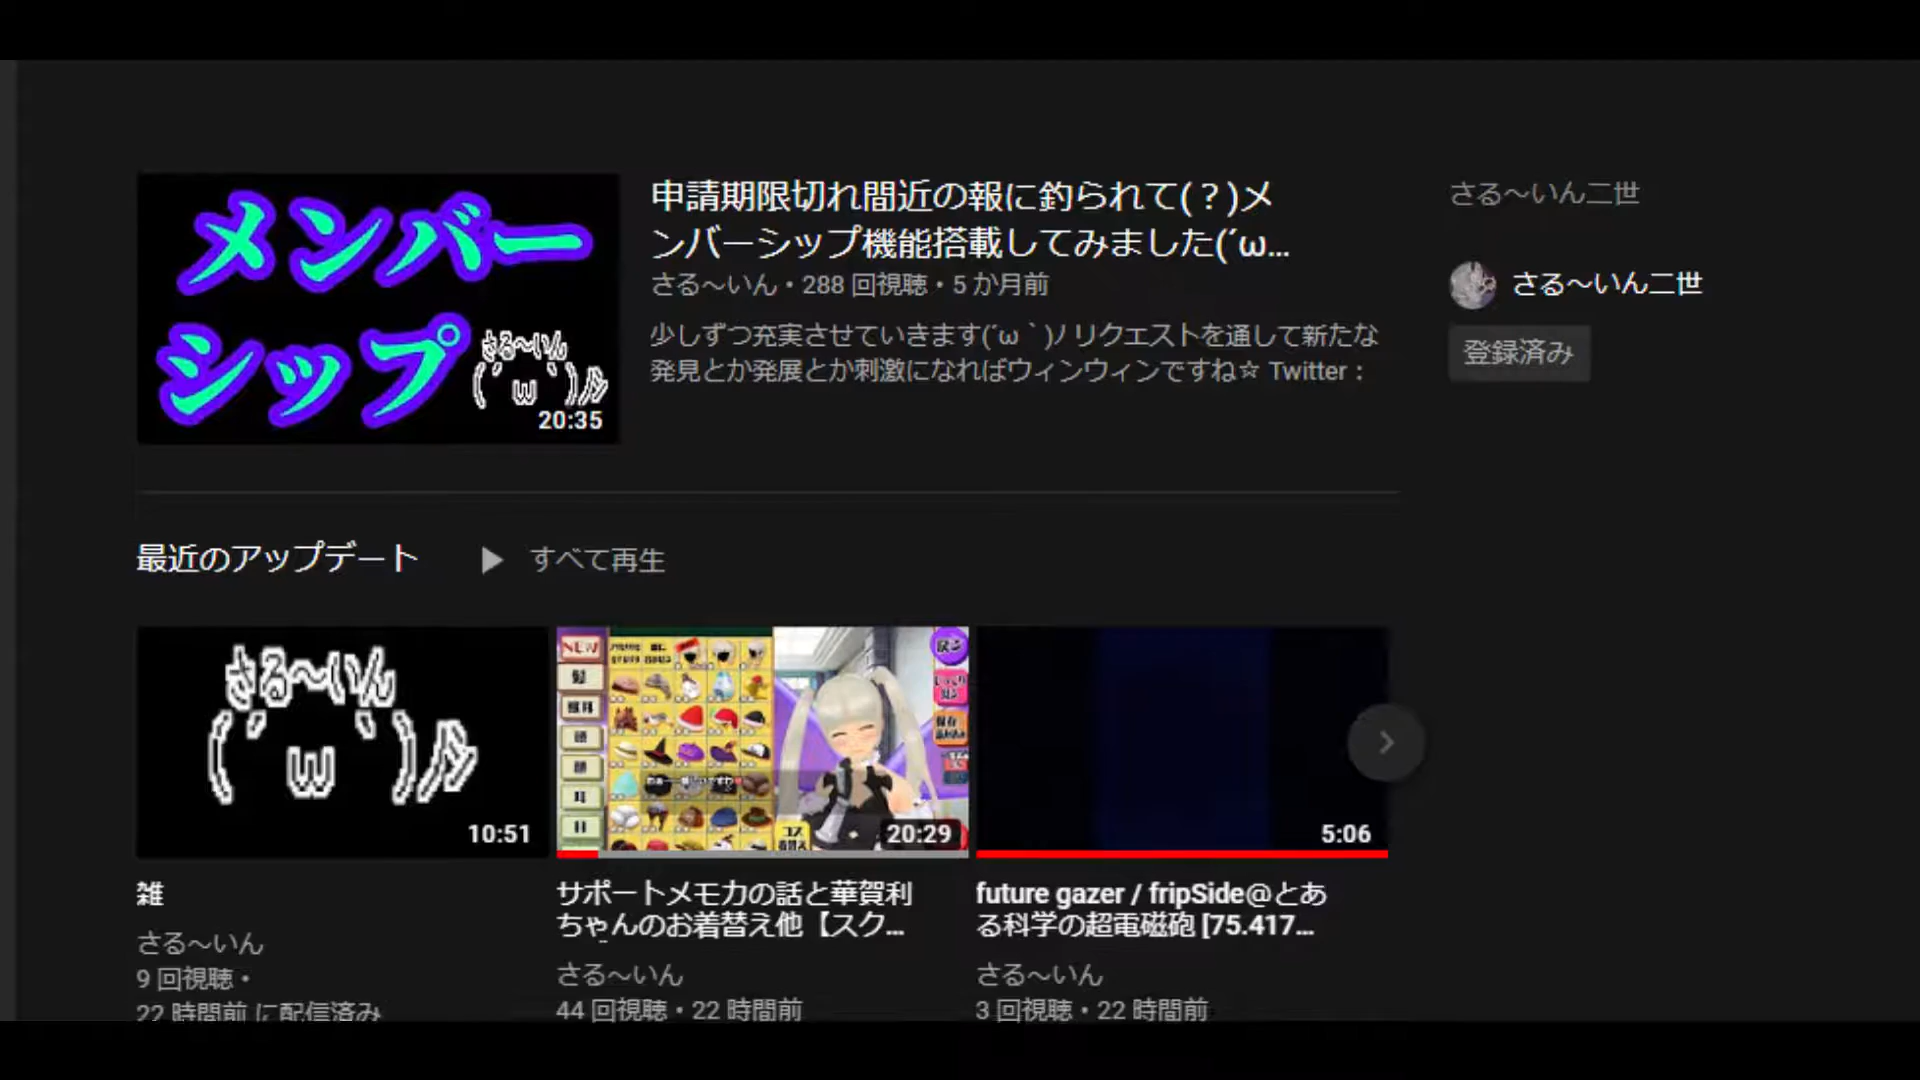 メンバー
シップ
さる～いん
(´ω｀)ﾉ
20:35
申請期限切れ間近の報に釣られて(？)メ
ンバーシップ機能搭載してみました(´ω...
さる～いん・288 回視聴・5 か月前
少しずつ充実させていきます(´ω｀)ﾉ リクエストを通して新たな
発見とか発展とか刺激になればウィンウィンですね☆ Twitter：
さる～いん二世
さる～いん二世
登録済み
最近のアップデート
すべて再生
さる～いん
(´ω｀)ﾉ
10:51
雑
さる～いん
9 回視聴・
22 時間前 に配信済み
NEW
髪
頭
顔
耳
戻る
20:29
サポートメモカの話と華賀利
ちゃんのお着替え他【スク...
さる～いん
44 回視聴・22 時間前
5:06
future gazer / fripSide@とあ
る科学の超電磁砲 [75.417...
さる～いん
3 回視聴・22 時間前